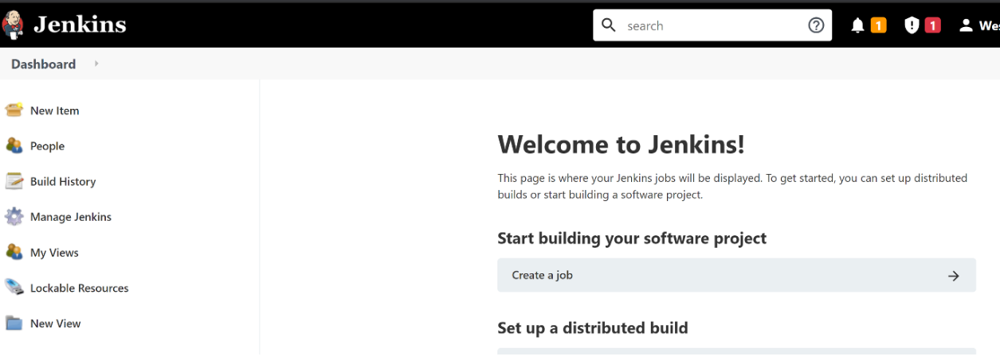 Jenkins
search
1
1
Wes
Dashboard
New Item
People
Build History
Manage Jenkins
My Views
Lockable Resources
New View
Welcome to Jenkins!
This page is where your Jenkins jobs will be displayed. To get started, you can set up distributed
builds or start building a software project.
Start building your software project
Create a job
Set up a distributed build